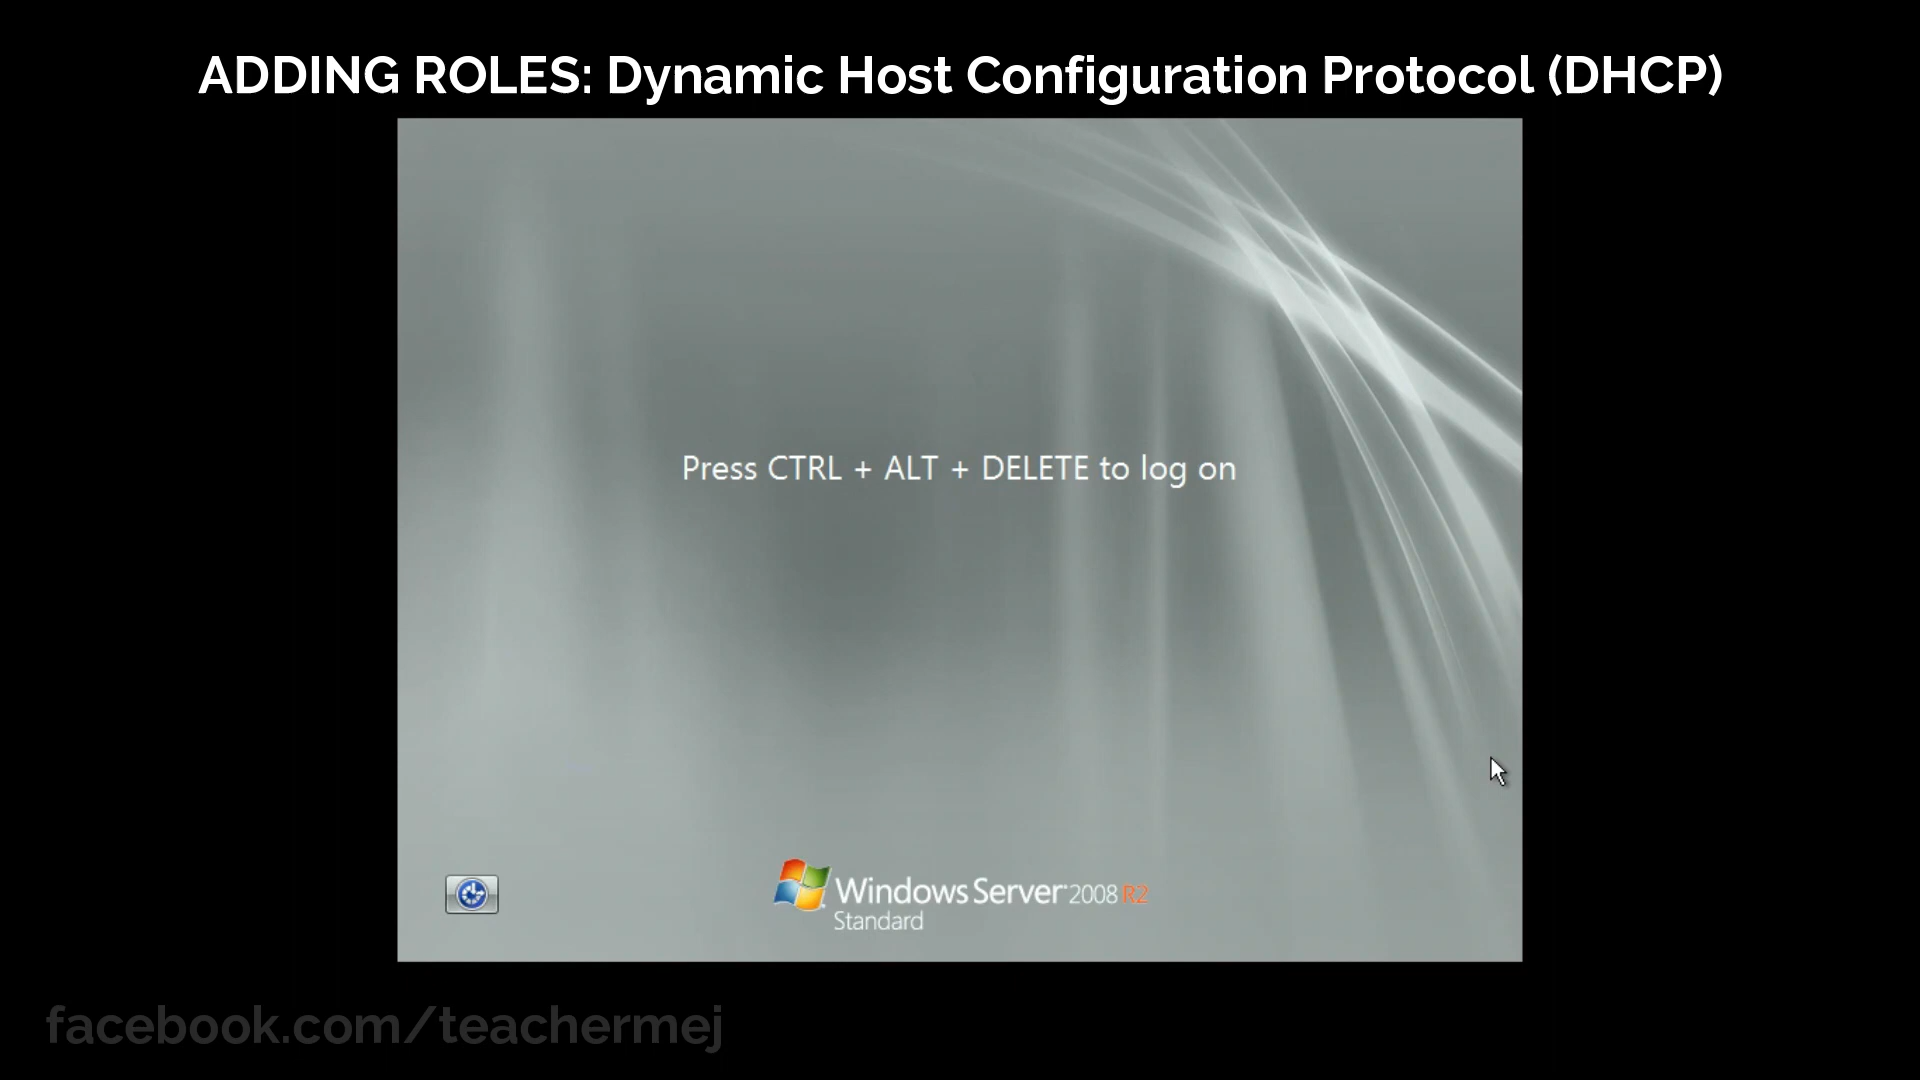 ADDING ROLES: Dynamic Host Configuration Protocol (DHCP)
Press CTRL + ALT + DELETE to log on
Windows Server 2008 R2
Standard
facebook.com/teachermej